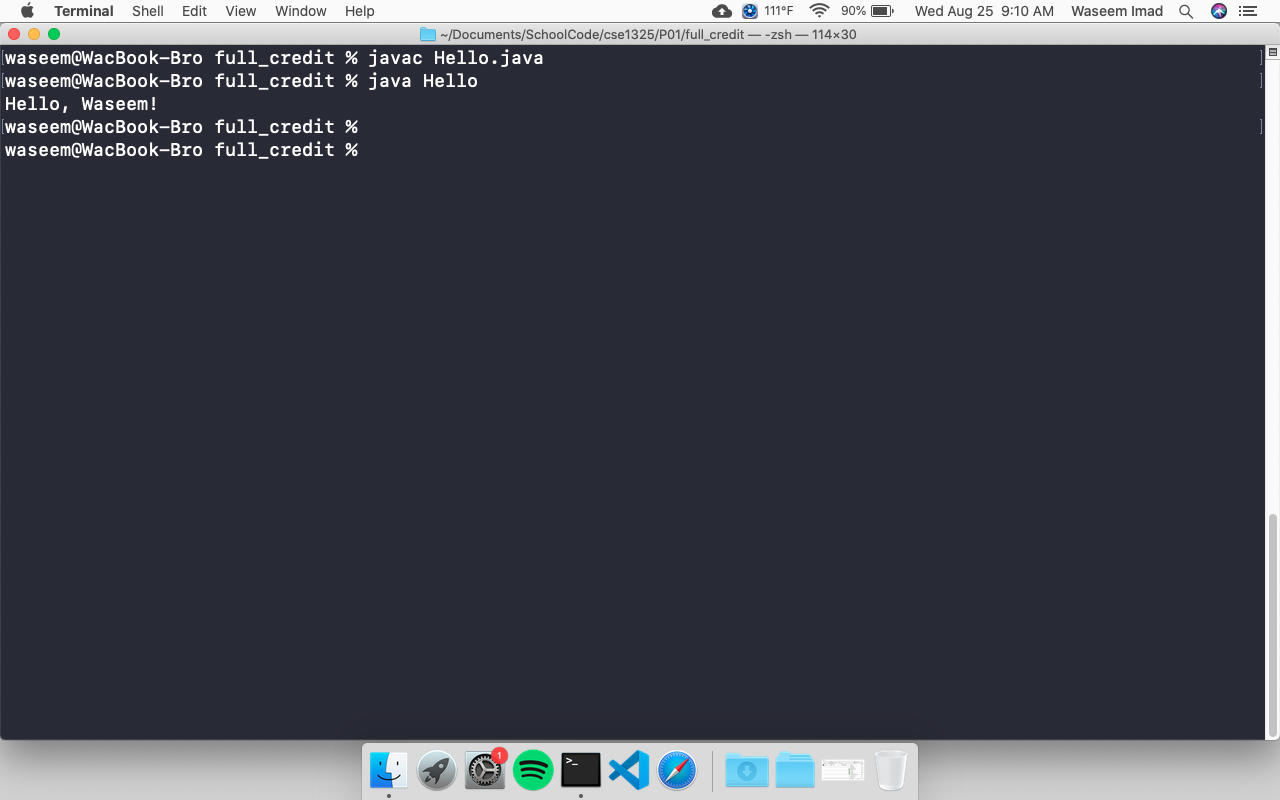 Terminal Shell Edit View Window Help 111°F 90% Wed Aug 25 9:10 AM Waseem Imad
~/Documents/SchoolCode/cse1325/P01/full_credit — -zsh — 114×30
waseem@WacBook-Bro full_credit % javac Hello.java
waseem@WacBook-Bro full_credit % java Hello
Hello, Waseem!
waseem@WacBook-Bro full_credit %
waseem@WacBook-Bro full_credit %
1
>_